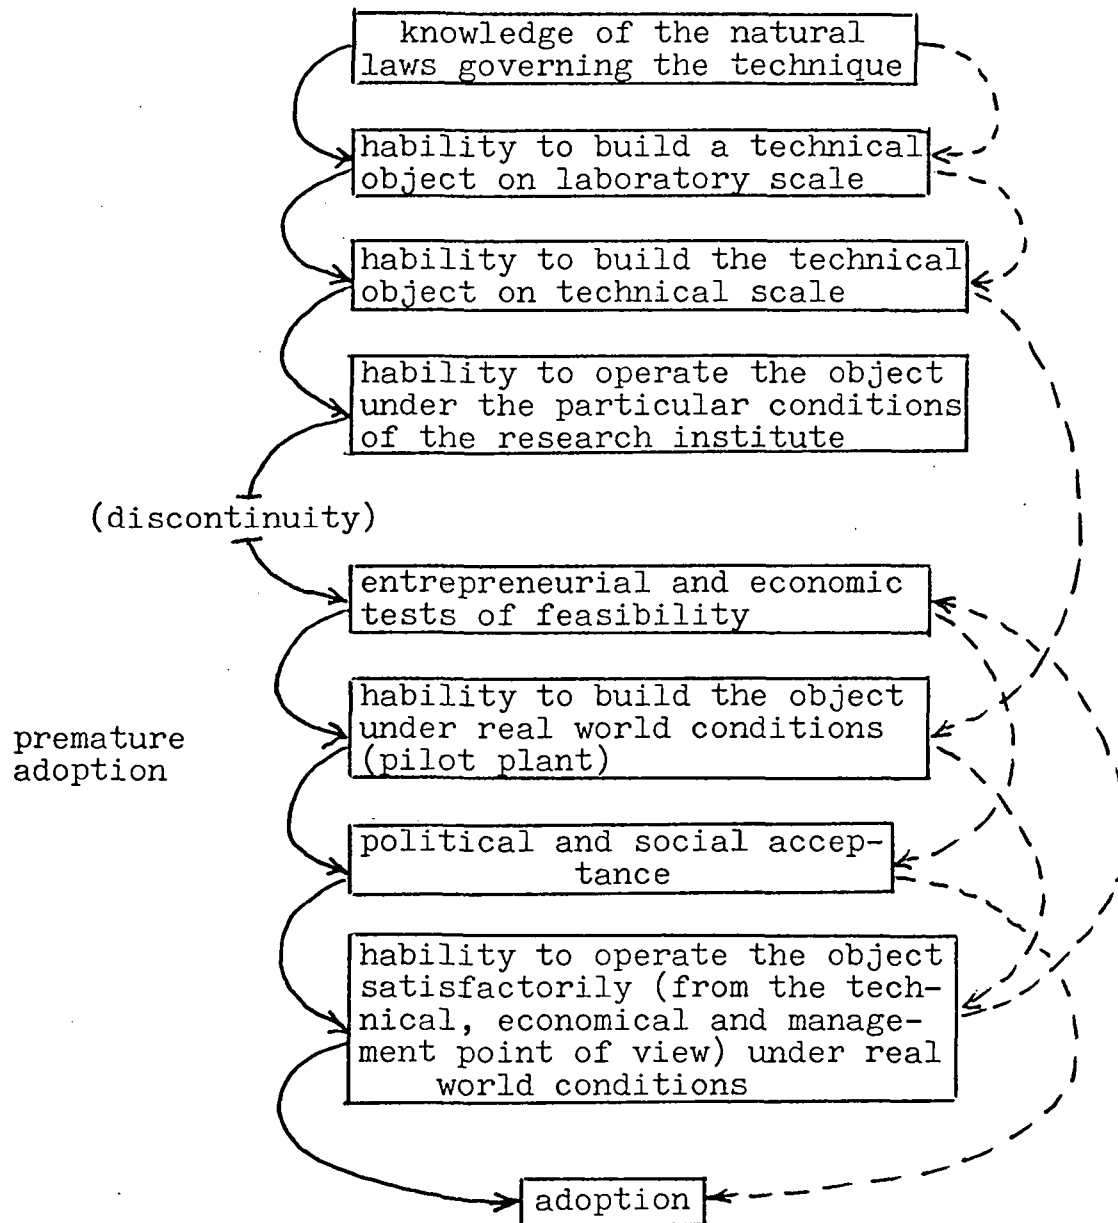 knowledge of the natural
laws governing the technique
hability to build a technical
object on laboratory scale
hability to build the technical
object on technical scale
hability to operate the object
under the particular conditions
of the research institute
(discontinuity)
entrepreneurial and economic
tests of feasibility
hability to build the object
under real world conditions
(pilot plant)
premature
adoption
political and social accep-
tance
hability to operate the object
satisfactorily (from the tech-
nical, economical and manage-
ment point of view) under real
world conditions
adoption